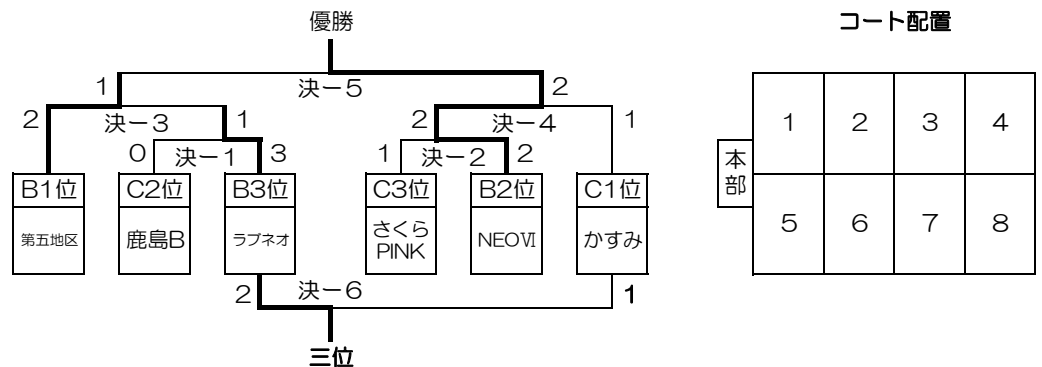 優勝
コート配置
1
決ー5
2
2
決ー3
1
2
決ー4
1
0
決ー1
3
1
決ー2
2
B1位
C2位
B3位
C3位
B2位
C1位
第五地区
鹿島B
ラブネオ
さくら
PINK
NEOⅥ
かすみ
2
決ー6
1
三位
本
部
1
2
3
4
5
6
7
8